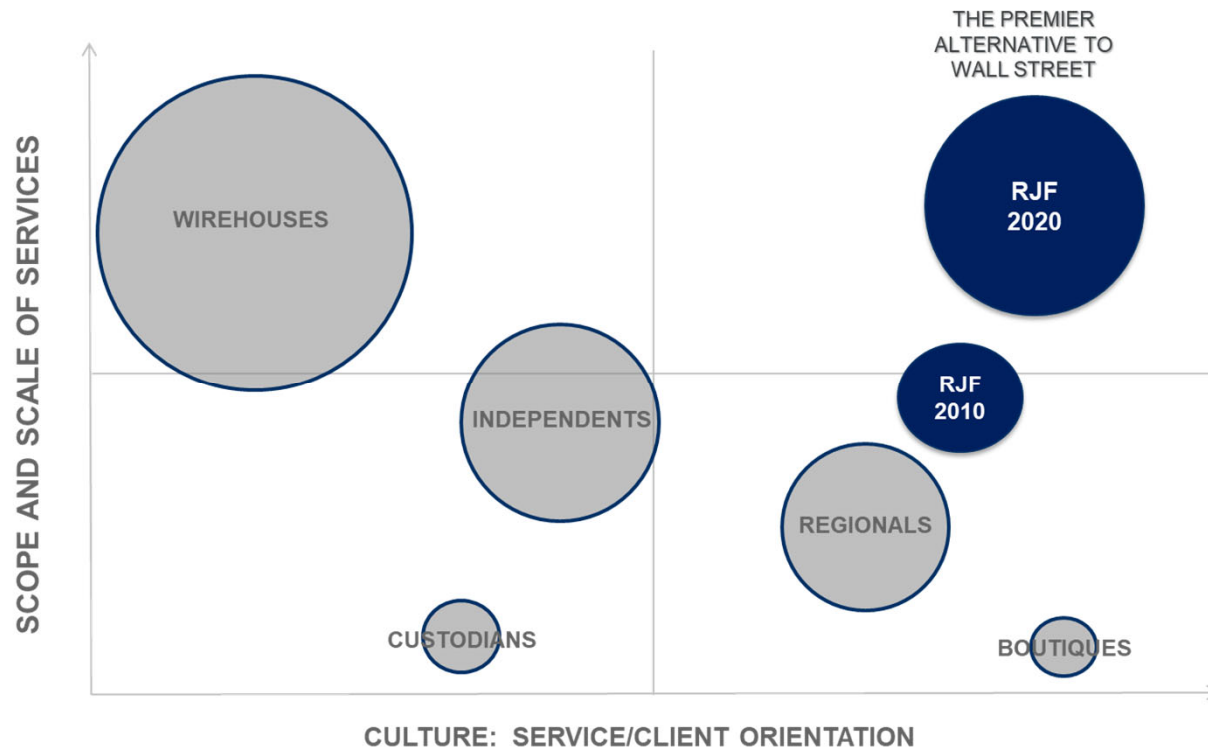 THE PREMIER
ALTERNATIVE TO
WALL STREET
SCOPE AND SCALE OF SERVICES
WIREHOUSES
RJF
2020
INDEPENDENTS
RJF
2010
REGIONALS
CUSTODIANS
BOUTIQUES
CULTURE: SERVICE/CLIENT ORIENTATION